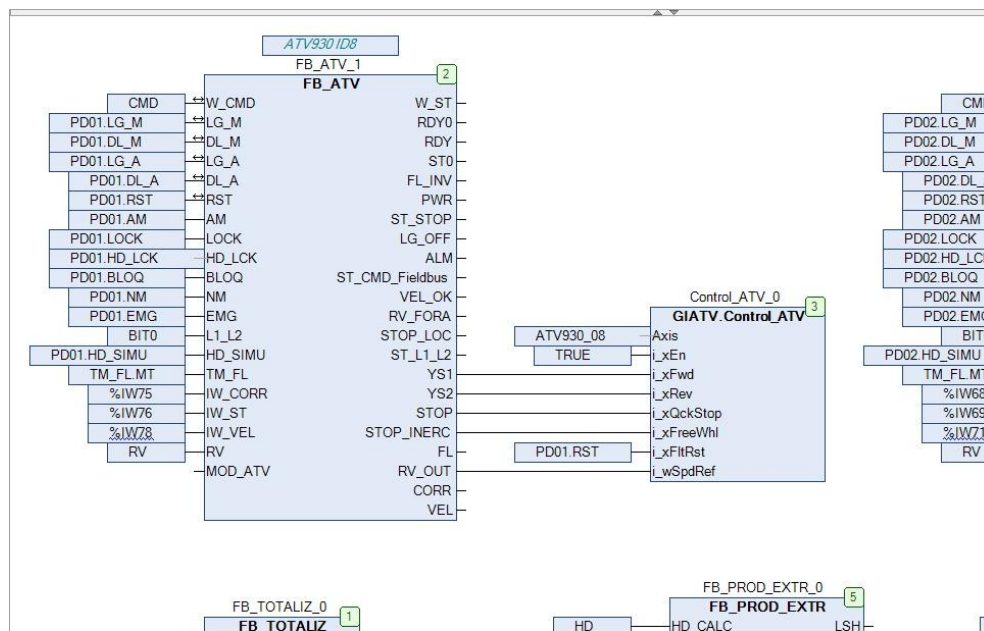 ATV930 ID8
FB_ATV_1
FB_ATV
2
CMD W_CMD W_ST
PD01.LG_M LG_M RDY0
PD01.DL_M DL_M RDY
PD01.LG_A LG_A ST0
PD01.DL_A DL_A FL_INV
PD01.RST RST PWR
PD01.AM AM ST_STOP
PD01.LOCK LOCK LG_OFF
PD01.HD_LCK HD_LCK ALM
PD01.BLOQ BLOQ ST_CMD_Fieldbus
PD01.NM NM VEL_OK
PD01.EMG EMG RV_FORA
BIT0 L1_L2 STOP_LOC
PD01.HD_SIMU HD_SIMU ST_L1_L2
TM_FL.MT TM_FL YS1
%IW75 IW_CORR YS2
%IW76 IW_ST STOP
%IW78 IW_VEL STOP_INERC
RV RV FL
MOD_ATV RV_OUT
CORR
VEL
Control_ATV_0
3
GIATV.Control_ATV
ATV930_08 Axis
TRUE i_xEn
i_xFwd
i_xRev
i_xQckStop
i_xFreeWhl
PD01.RST i_xFltRst
i_wSpdRef
PD02.LG_M
PD02.DL_M
PD02.LG_A
PD02.AM
PD02.LOCK
PD02.BLOQ
PD02.NM
PD02.HD_SIMU
FB_TOTALIZ_0
1
FB_TOTALIZ
FB_PROD_EXTR_0
5
FB_PROD_EXTR
HD HD_CALC LSH